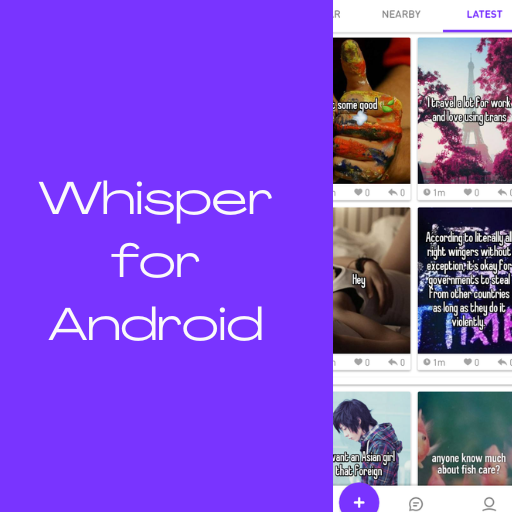 Whisper
for
Android
NEARBY
LATEST
some good
0
0
I travel a lot for work
and love using trans
1m
0
Hey
0
0
According to literally al
right wingers without
exception, it's okay for
governments to steal
from other countries
as long as they do it
violently.
1m
0
want an Asian girl
that foreign
anyone know much
about fish care?